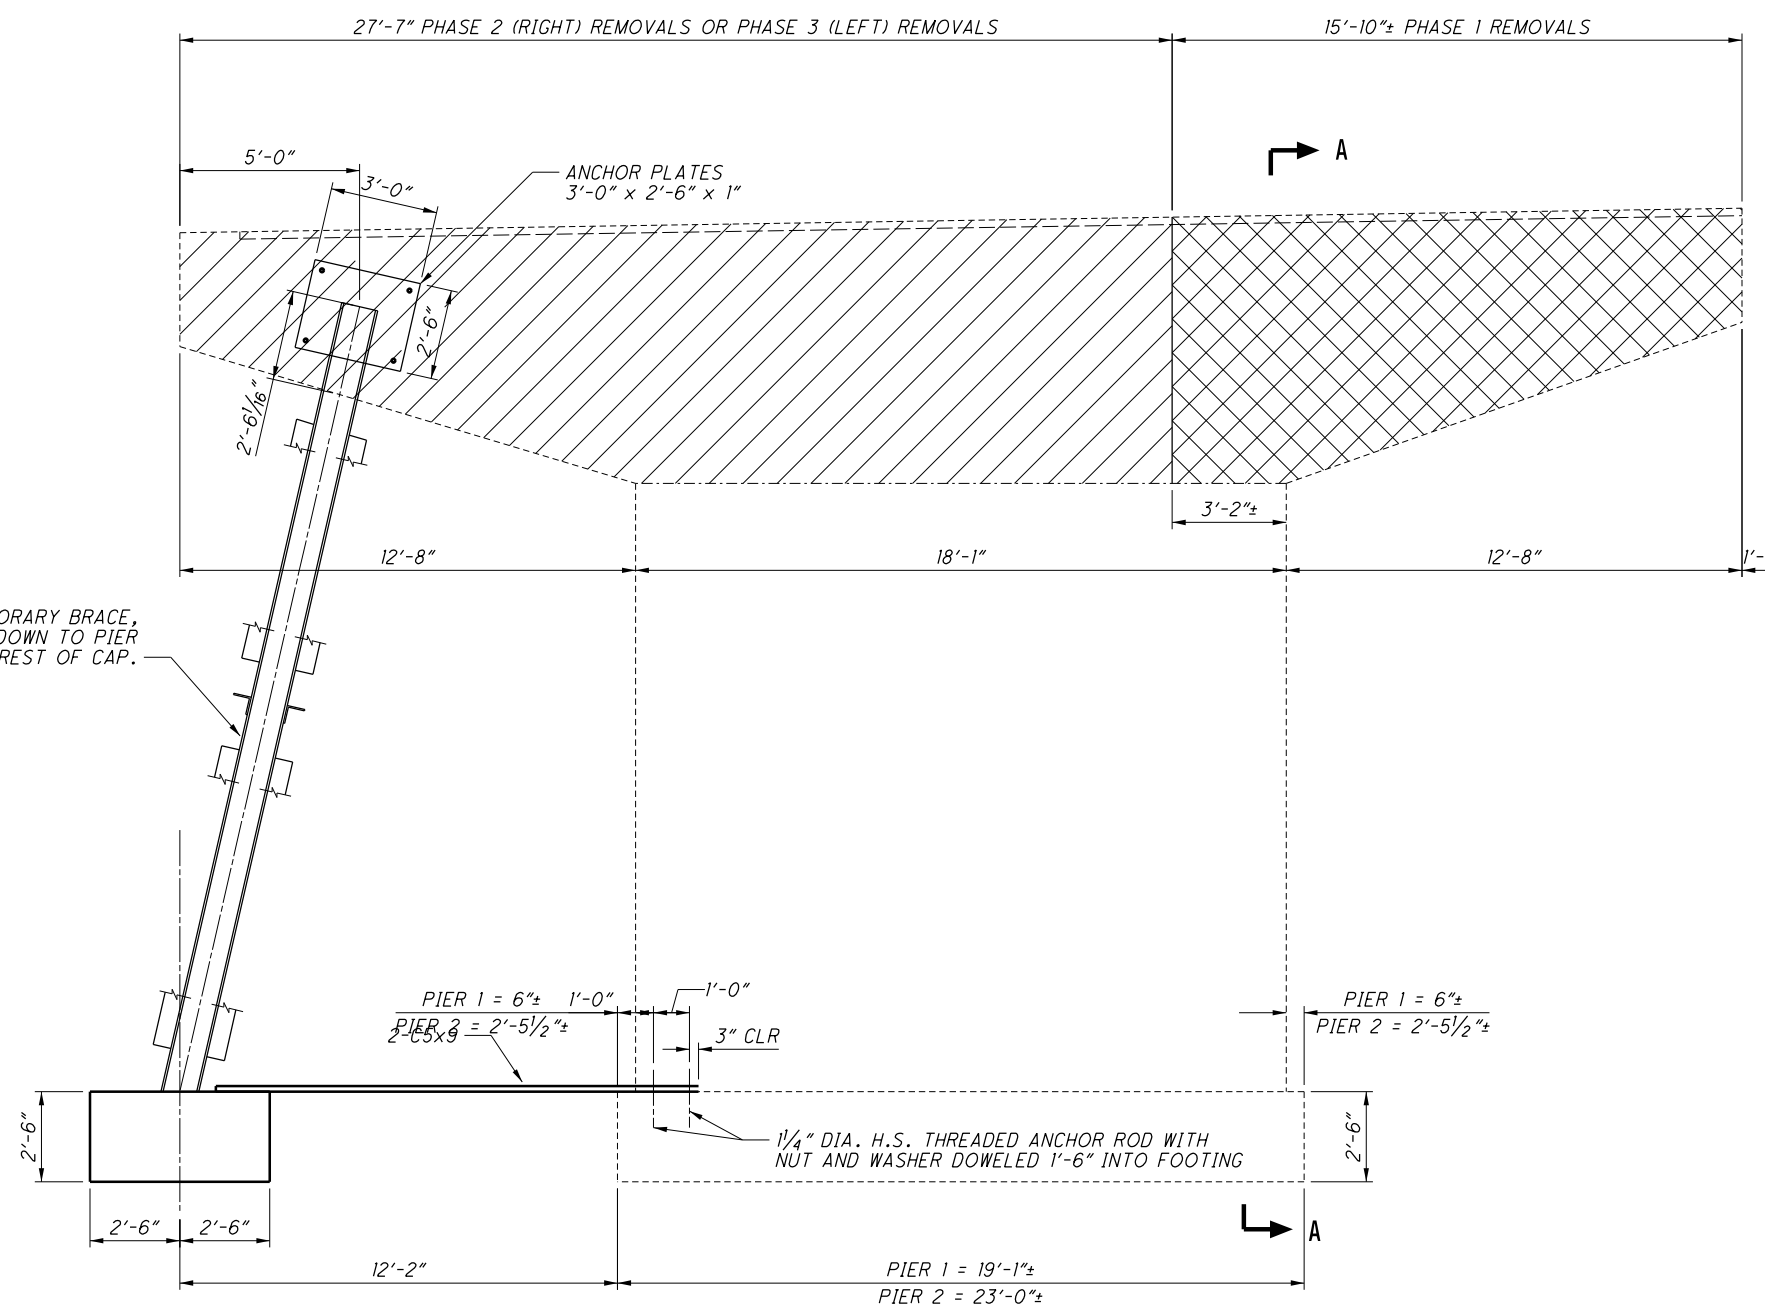 27'-7" PHASE 2 (RIGHT) REMOVALS OR PHASE 3 (LEFT) REMOVALS
15'-10"± PHASE 1 REMOVALS
A
5'-0"
3'-0"
ANCHOR PLATES
3'-0" x 2'-6" x 1"
2'-6"
2'-6 1/16"
3'-2"±
12'-8"
18'-1"
12'-8"
1'-
ORARY BRACE,
DOWN TO PIER
REST OF CAP.
PIER 1 = 6"±
PIER 2 = 2'-5 1/2"±
1'-0"
1'-0"
2-C5x9
3" CLR
PIER 1 = 6"±
PIER 2 = 2'-5 1/2"±
2'-6"
1 1/4" DIA. H.S. THREADED ANCHOR ROD WITH
NUT AND WASHER DOWELED 1'-6" INTO FOOTING
2'-6"
2'-6"
2'-6"
A
12'-2"
PIER 1 = 19'-1"±
PIER 2 = 23'-0"±